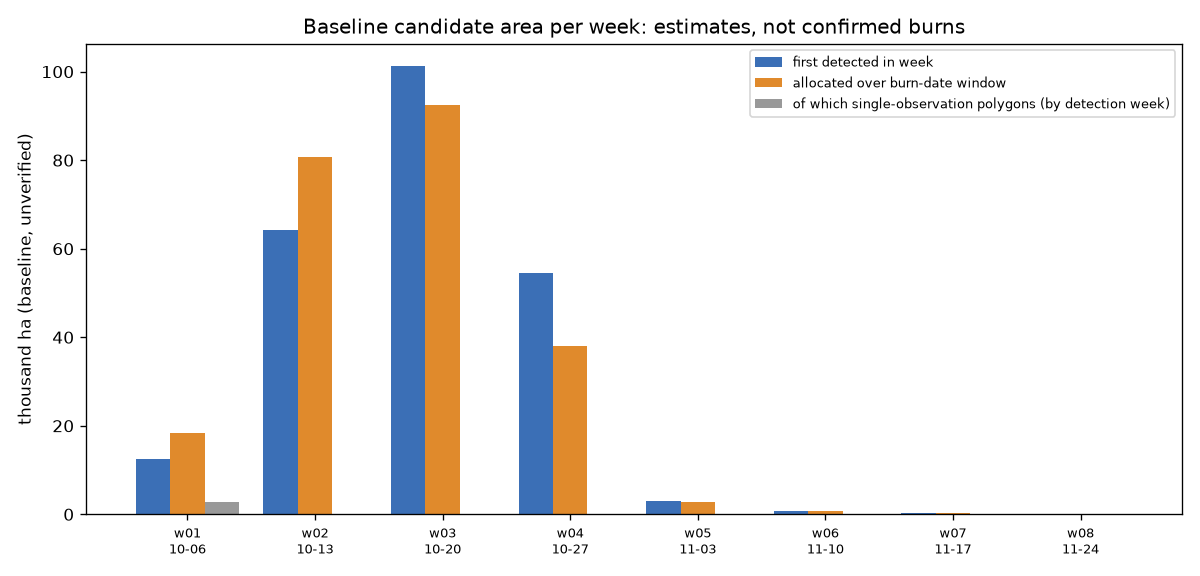 Baseline candidate area per week: estimates, not confirmed burns
first detected in week
allocated over burn-date window
of which single-observation polygons (by detection week)
thousand ha (baseline, unverified)
100
80
60
40
20
0
w01
10-06
w02
10-13
w03
10-20
w04
10-27
w05
11-03
w06
11-10
w07
11-17
w08
11-24